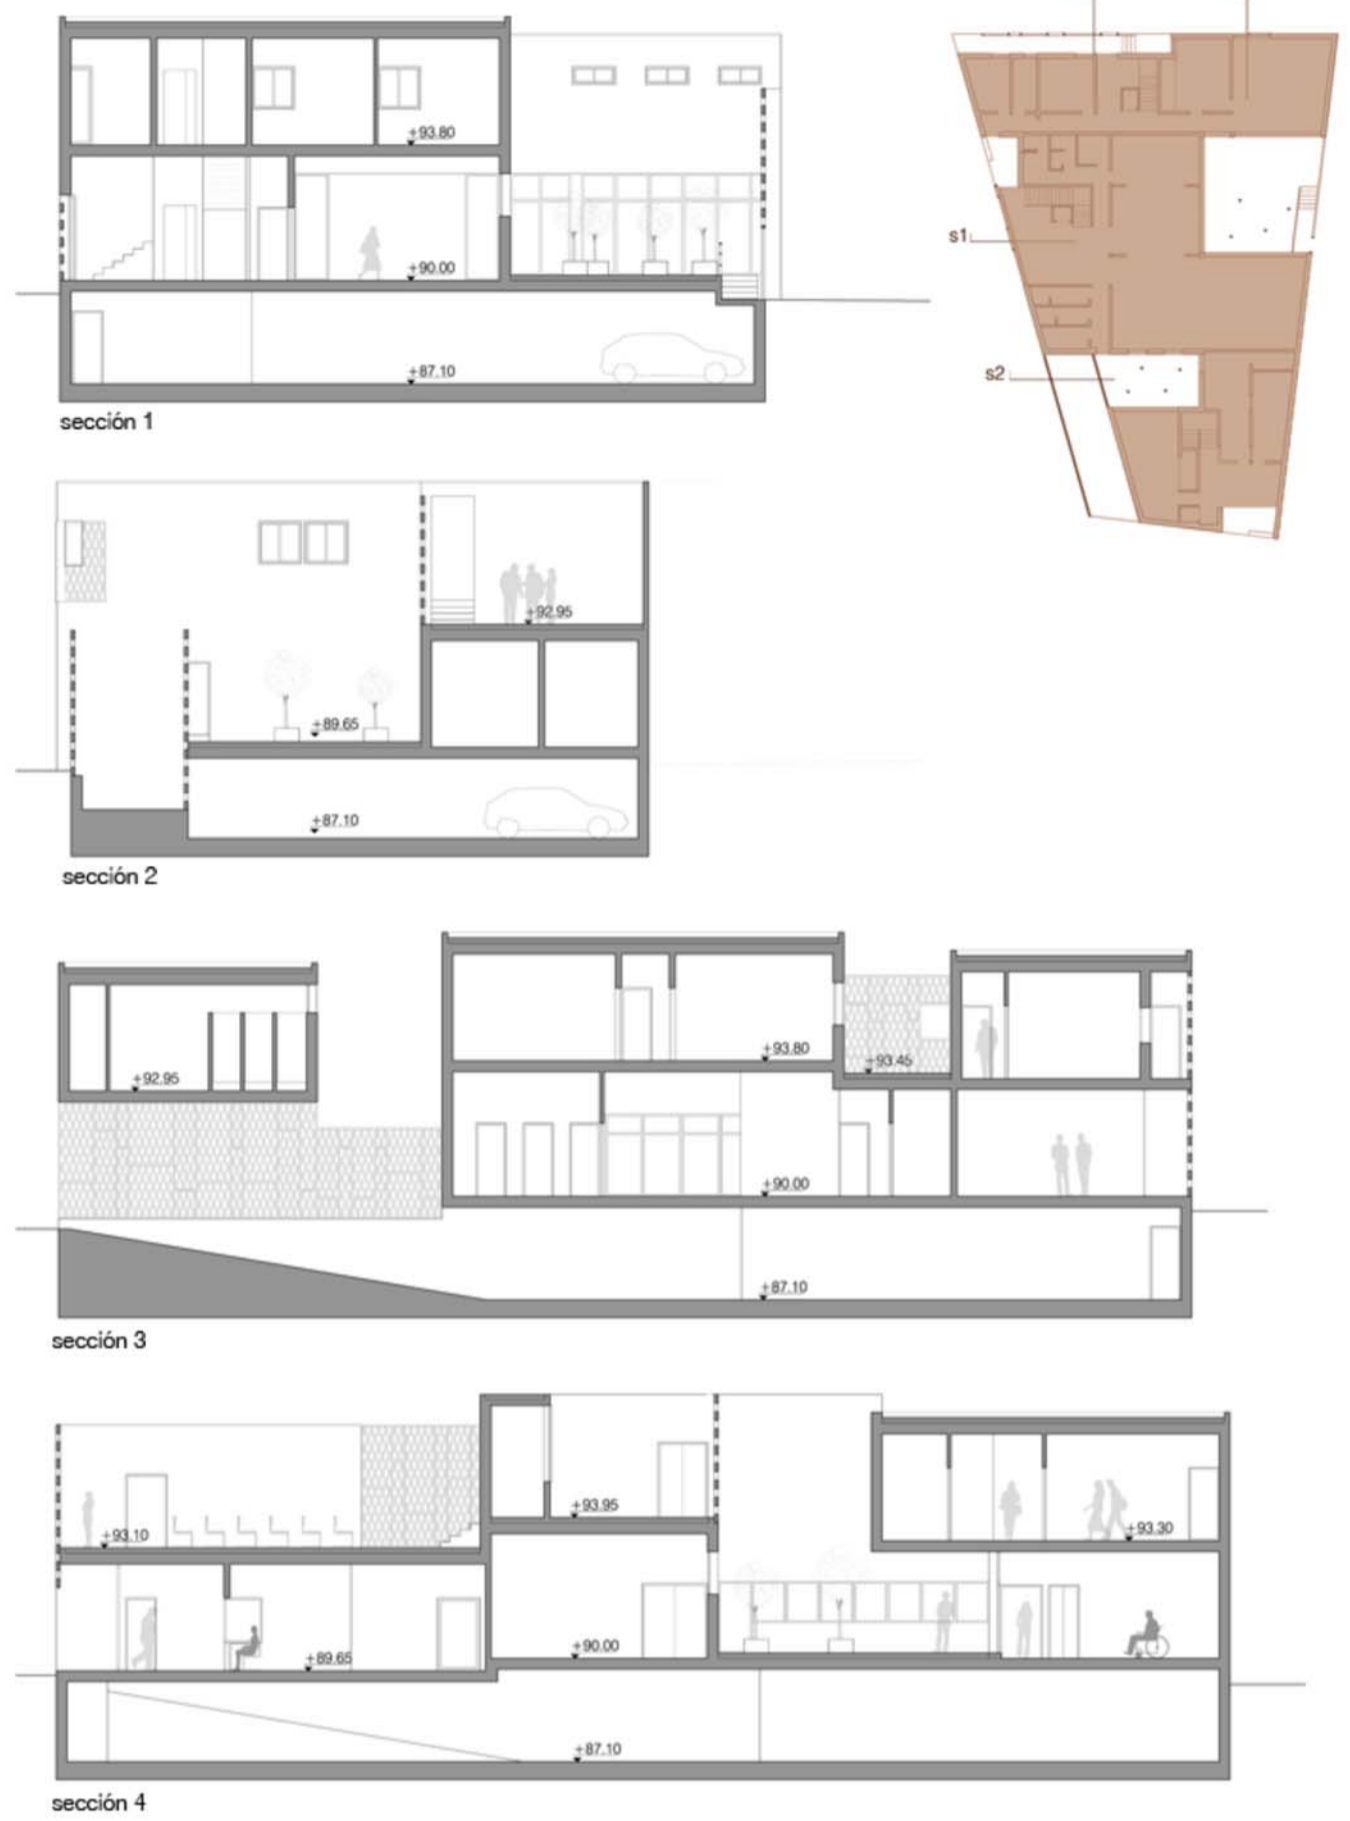 +93.80
+90.00
+87.10
sección 1
s1
s2
+92.95
+89.65
+87.10
sección 2
+93.80
+93.45
+92.95
+90.00
+87.10
sección 3
+93.95
+93.10
+93.30
+90.00
+89.65
+87.10
sección 4